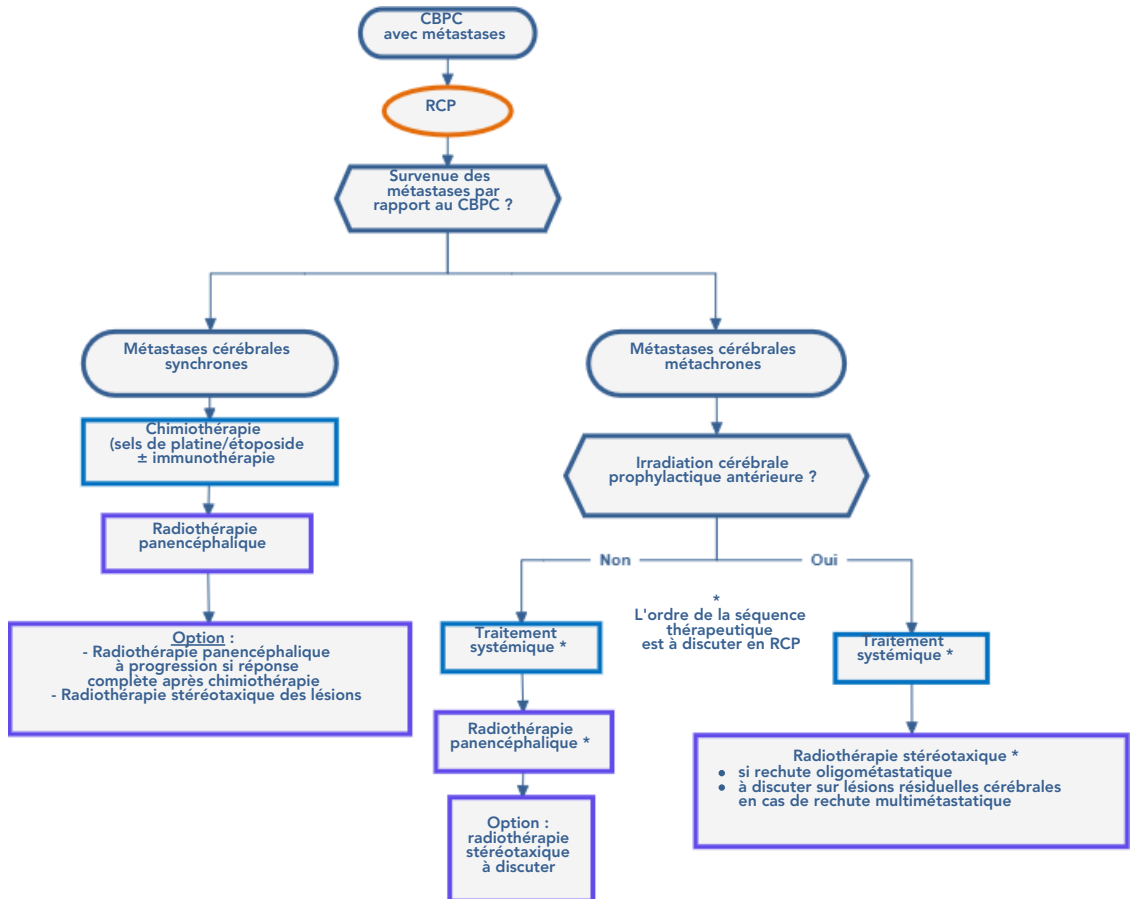 CBPC
avec métastases
RCP
Survenue des
métastases par
rapport au CBPC ?
Métastases cérébrales
synchrones
Chimiothérapie
(sels de platine/étoposide
± immunothérapie
Radiothérapie
panencéphalique
Option :
- Radiothérapie panencéphalique
à progression si réponse
complète après chimiothérapie
- Radiothérapie stéréotaxique des lésions
Métastases cérébrales
métachrones
Irradiation cérébrale
prophylactique antérieure ?
Non
Oui
*
L'ordre de la séquence
thérapeutique
est à discuter en RCP
Traitement
systémique *
Radiothérapie
panencéphalique *
Option :
radiothérapie
stéréotaxique
à discuter
Traitement
systémique *
Radiothérapie stéréotaxique *
• si rechute oligométastatique
• à discuter sur lésions résiduelles cérébrales
en cas de rechute multimétastatique